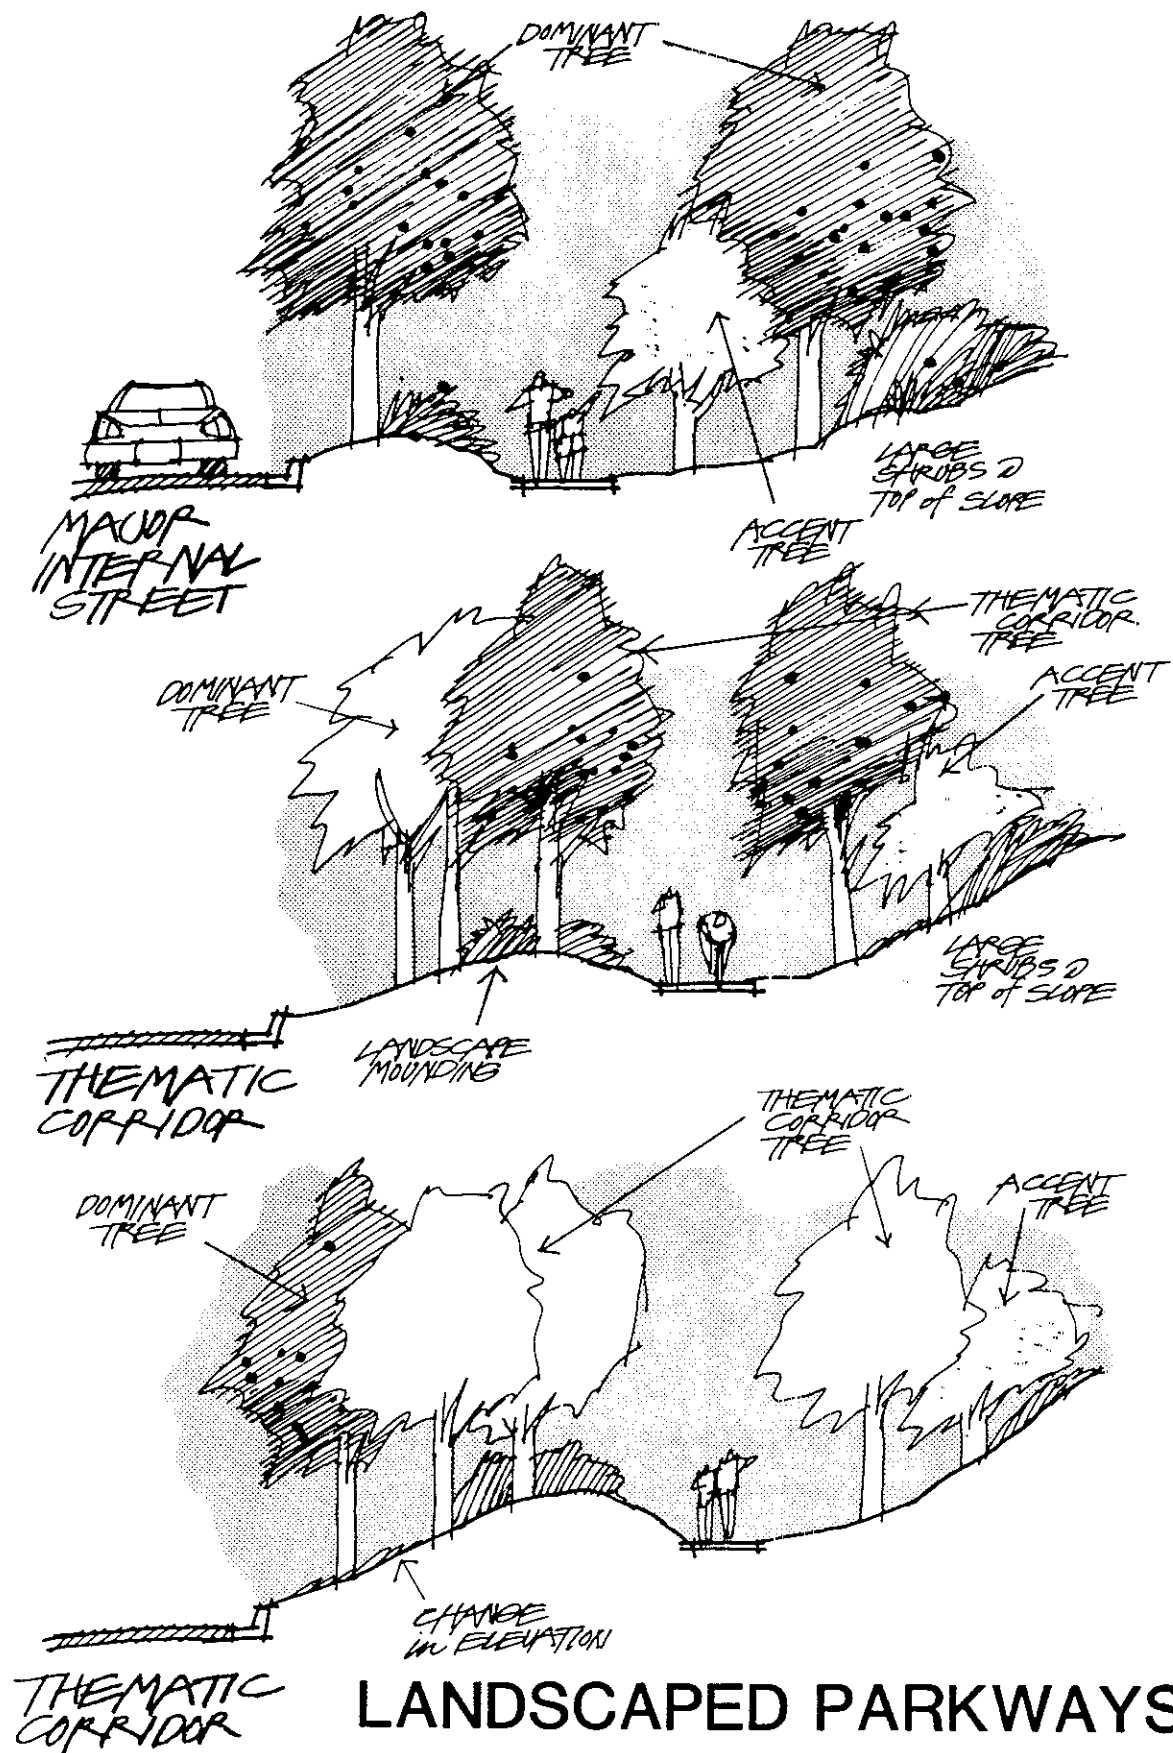 DOMINANT
TREE
LARGE
SHRUBS @
TOP of SLOPE
ACCENT
TREE
MAJOR
INTERNAL
STREET
THEMATIC
CORRIDOR
TREE
DOMINANT
TREE
ACCENT
TREE
LARGE
SHRUBS @
TOP of SLOPE
LANDSCAPE
MOUNDING
THEMATIC
CORRIDOR
THEMATIC
CORRIDOR
TREE
DOMINANT
TREE
ACCENT
TREE
CHANGE
in ELEVATION
THEMATIC
CORRIDOR
LANDSCAPED PARKWAYS